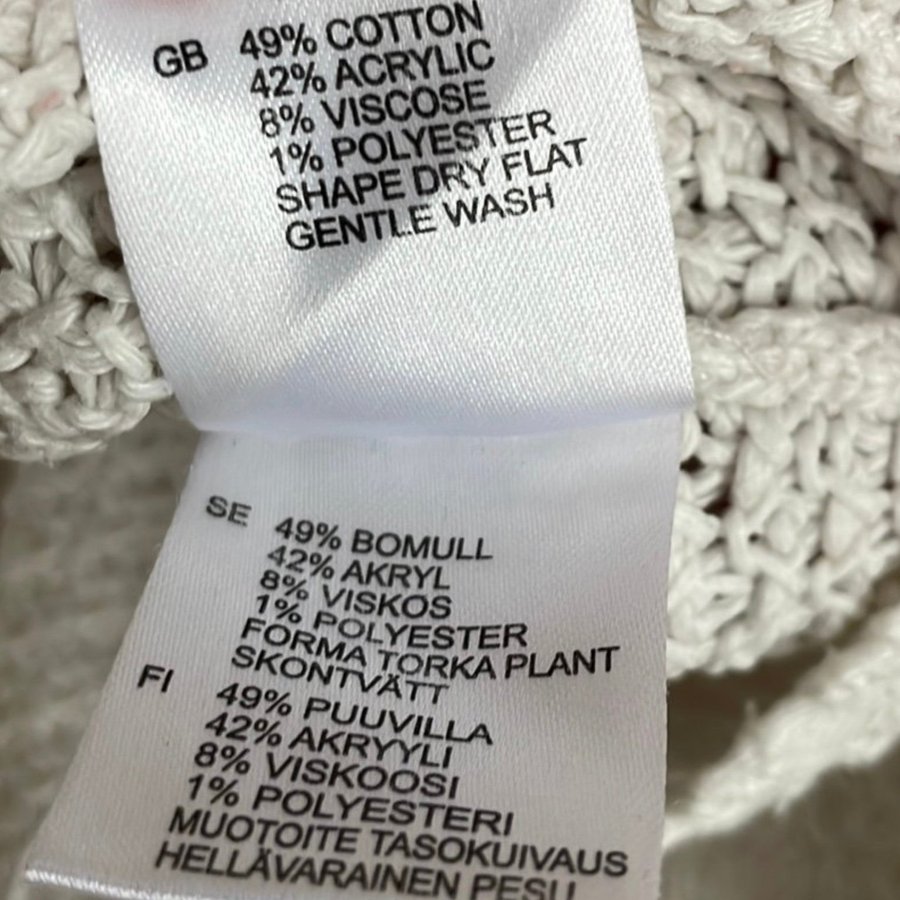 GB 49% COTTON
42% ACRYLIC
8% VISCOSE
1% POLYESTER
SHAPE DRY FLAT
GENTLE WASH
SE 49% BOMULL
42% AKRYL
8% VISKOS
1% POLYESTER
FORMA TORKA PLANT
SKONTVÄTT
FI 49% PUUVILLA
42% AKRYYLI
8% VISKOOSI
1% POLYESTERI
MUOTOITE TASOKUIVAUS
HELLÄVARAINEN PESU